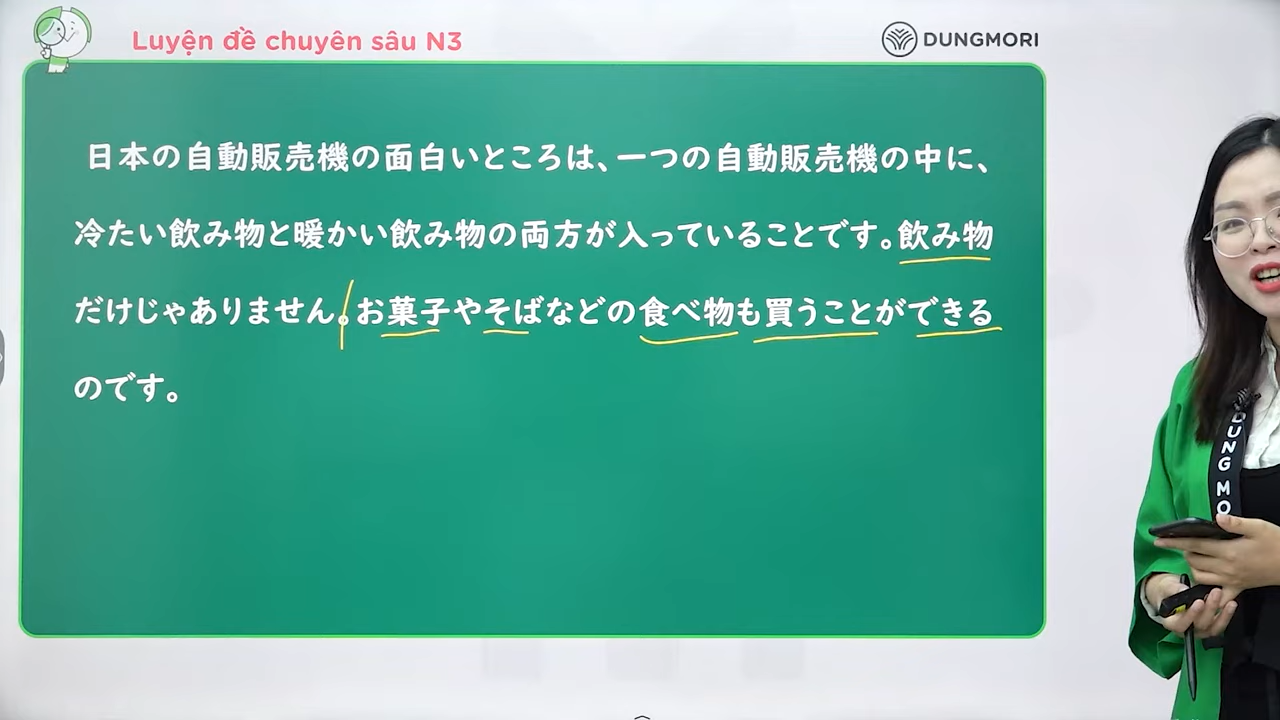 Luyện đề chuyên sâu N3
DUNGMORI
日本の自動販売機の面白いところは、一つの自動販売機の中に、
冷たい飲み物と暖かい飲み物の両方が入っていることです。飲み物
だけじゃありません。お菓子やそばなどの食べ物も買うことができる
のです。
DUNG MO